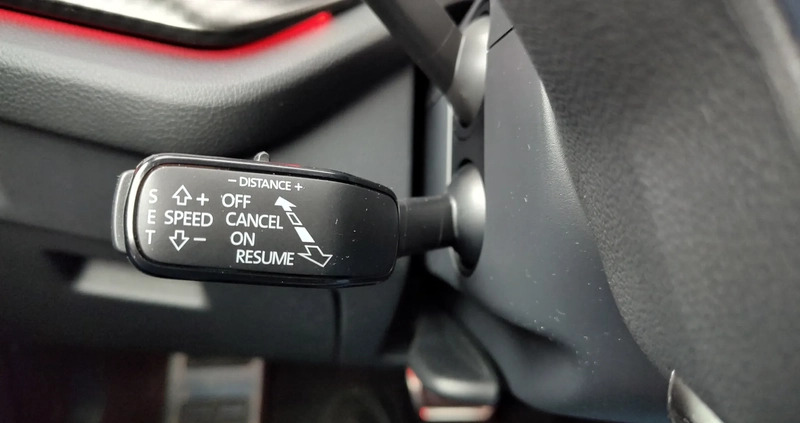 − DISTANCE +
S + OFF
E SPEED CANCEL
T − ON
RESUME